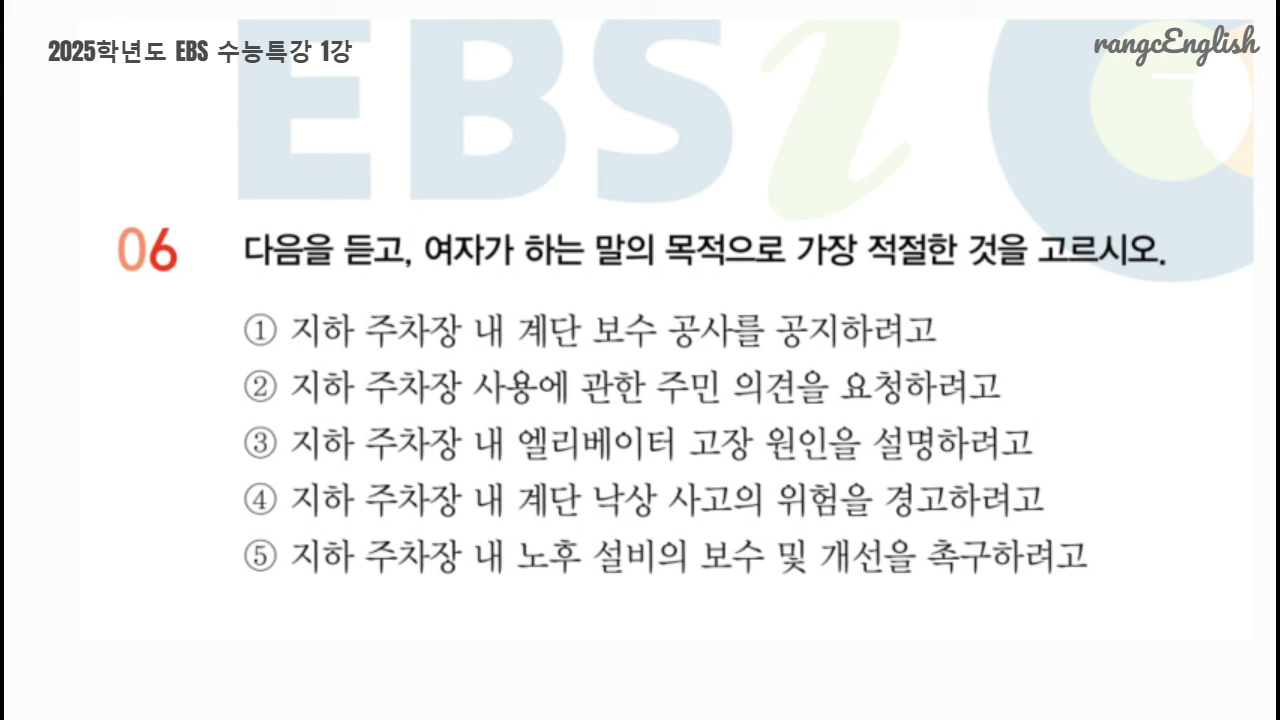 2025학년도 EBS 수능특강 1강
rangcEnglish
EBSi
06 다음을 듣고, 여자가 하는 말의 목적으로 가장 적절한 것을 고르시오.
① 지하 주차장 내 계단 보수 공사를 공지하려고
② 지하 주차장 사용에 관한 주민 의견을 요청하려고
③ 지하 주차장 내 엘리베이터 고장 원인을 설명하려고
④ 지하 주차장 내 계단 낙상 사고의 위험을 경고하려고
⑤ 지하 주차장 내 노후 설비의 보수 및 개선을 촉구하려고